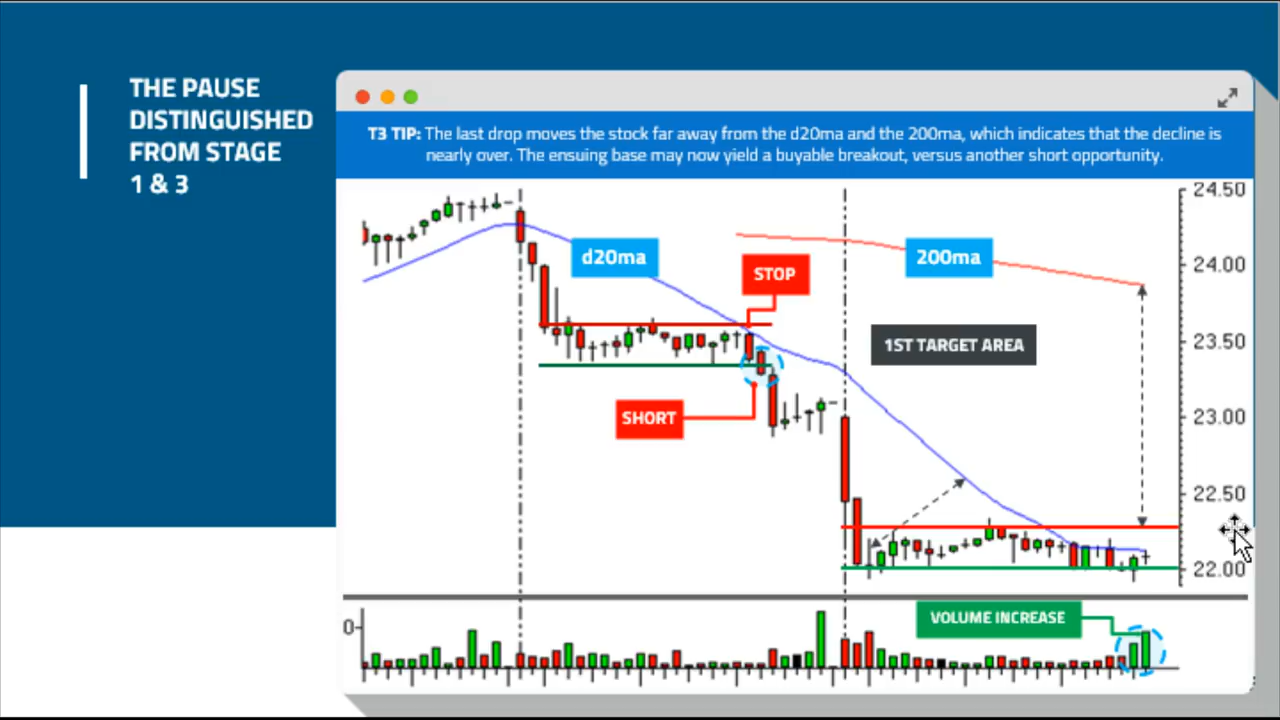 THE PAUSE
DISTINGUISHED
FROM STAGE
1 & 3
T3 TIP: The last drop moves the stock far away from the d20ma and the 200ma, which indicates that the decline is
nearly over. The ensuing base may now yield a buyable breakout, versus another short opportunity.
24.50
d20ma
200ma
24.00
STOP
1ST TARGET AREA
23.50
SHORT
23.00
22.50
22.00
VOLUME INCREASE
0